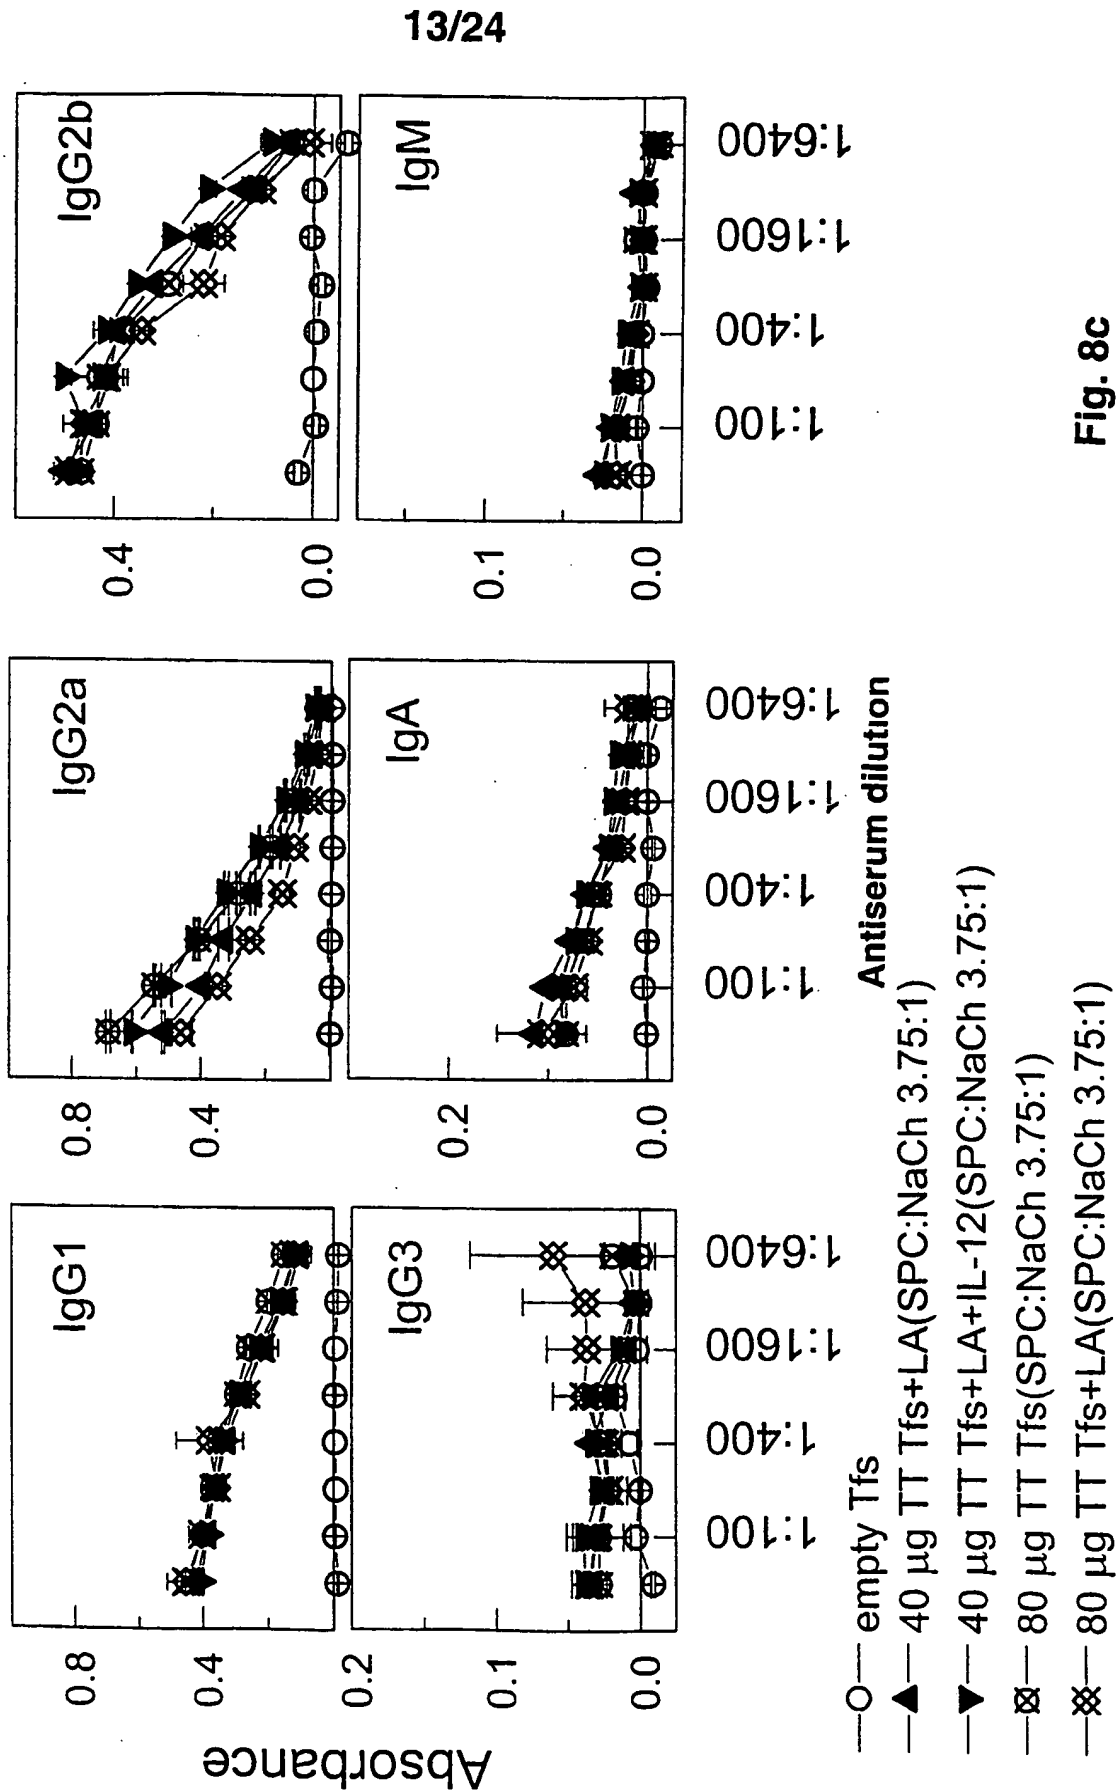 13/24
IgG1
IgG2a
IgG2b
0.8
0.4
0.8
0.4
0.4
0.0
Absorbance
IgG3
IgA
IgM
0.2
0.1
0.0
0.2
0.0
0.1
0.0
1:100
1:400
1:1600
1:6400
1:100
1:400
1:1600
1:6400
1:100
1:400
1:1600
1:6400
Antiserum dilution
empty Tfs
40 µg TT Tfs+LA(SPC:NaCh 3.75:1)
40 µg TT Tfs+LA+IL-12(SPC:NaCh 3.75:1)
80 µg TT Tfs(SPC:NaCh 3.75:1)
80 µg TT Tfs+LA(SPC:NaCh 3.75:1)
Fig. 8c